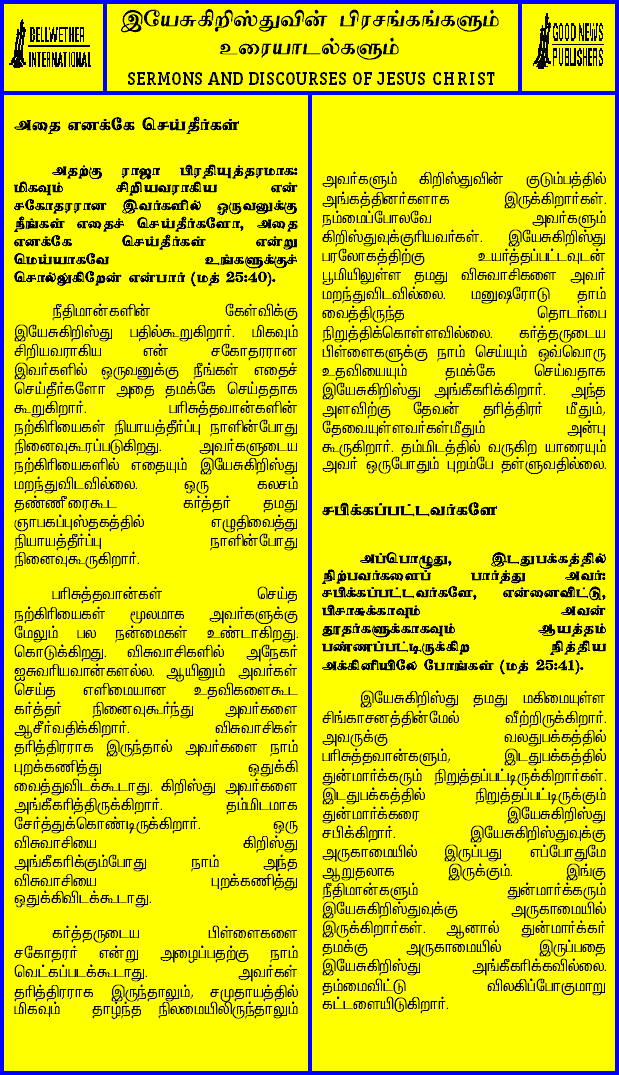 BELLWETHER
INTERNATIONAL
இயேசுகிறிஸ்துவின் பிரசங்கங்களும்
உரையாடல்களும்
SERMONS AND DISCOURSES OF JESUS CHRIST
GOOD NEWS
PUBLISHERS
அதை எனக்கே செய்தீர்கள்
அதற்கு ராஜா பிரதியுத்தரமாக:
மிகவும் சிறியவராகிய என்
சகோதரரான இவர்களில் ஒருவனுக்கு
நீங்கள் எதைச் செய்தீர்களோ, அதை
எனக்கே செய்தீர்கள் என்று
மெய்யாகவே உங்களுக்குச்
சொல்லுகிறேன் என்பார் (மத் 25:40).
நீதிமான்களின் கேள்விக்கு
இயேசுகிறிஸ்து பதில்கூறுகிறார். மிகவும்
சிறியவராகிய என் சகோதரரான
இவர்களில் ஒருவனுக்கு நீங்கள் எதைச்
செய்தீர்களோ அதை தமக்கே செய்ததாக
கூறுகிறார். பரிசுத்தவான்களின்
நற்கிரியைகள் நியாயத்தீர்ப்பு நாளின்போது
நினைவுகூரப்படுகிறது. அவர்களுடைய
நற்கிரியைகளில் எதையும் இயேசுகிறிஸ்து
மறந்துவிடவில்லை. ஒரு கலசம்
தண்ணீரைகூட கர்த்தர் தமது
ஞாபகப்புஸ்தகத்தில் எழுதிவைத்து
நியாயத்தீர்ப்பு நாளின்போது
நினைவுகூருகிறார்.
பரிசுத்தவான்கள் செய்த
நற்கிரியைகள் மூலமாக அவர்களுக்கு
மேலும் பல நன்மைகள் உண்டாகிறது.
கொடுக்கிறது. விசுவாசிகளில் அநேகர்
ஐசுவரியவான்களல்ல. ஆயினும் அவர்கள்
செய்த எளிமையான உதவிகளைகூட
கர்த்தர் நினைவுகூர்ந்து அவர்களை
ஆசீர்வதிக்கிறார். விசுவாசிகள்
தரித்திரராக இருந்தால் அவர்களை நாம்
புறக்கணித்து ஒதுக்கி
வைத்துவிடக்கூடாது. கிறிஸ்து அவர்களை
அங்கீகரித்திருக்கிறார். தம்மிடமாக
சேர்த்துக்கொண்டிருக்கிறார். ஒரு
விசுவாசியை கிறிஸ்து
அங்கீகரிக்கும்போது நாம் அந்த
விசுவாசியை புறக்கணித்து
ஒதுக்கிவிடக்கூடாது.
கர்த்தருடைய பிள்ளைகளை
சகோதரர் என்று அழைப்பதற்கு நாம்
வெட்கப்படக்கூடாது. அவர்கள்
தரித்திரராக இருந்தாலும், சமுதாயத்தில்
மிகவும் தாழ்ந்த நிலமையிலிருந்தாலும்
அவர்களும் கிறிஸ்துவின் குடும்பத்தில்
அங்கத்தினர்களாக இருக்கிறார்கள்.
நம்மைப்போலவே அவர்களும்
கிறிஸ்துவுக்குரியவர்கள். இயேசுகிறிஸ்து
பரலோகத்திற்கு உயர்த்தப்பட்டவுடன்
பூமியிலுள்ள தமது விசுவாசிகளை அவர்
மறந்துவிடவில்லை. மனுஷரோடு தாம்
வைத்திருந்த தொடர்பை
நிறுத்திக்கொள்ளவில்லை. கர்த்தருடைய
பிள்ளைகளுக்கு நாம் செய்யும் ஒவ்வொரு
உதவியையும் தமக்கே செய்வதாக
இயேசுகிறிஸ்து அங்கீகரிக்கிறார். அந்த
அளவிற்கு தேவன் தரித்திரர் மீதும்,
தேவையுள்ளவர்கள்மீதும் அன்பு
கூருகிறார். தம்மிடத்தில் வருகிற யாரையும்
அவர் ஒருபோதும் புறம்பே தள்ளுவதில்லை.
சபிக்கப்பட்டவர்களே
அப்பொழுது, இடதுபக்கத்தில்
நிற்பவர்களைப் பார்த்து அவர்:
சபிக்கப்பட்டவர்களே, என்னைவிட்டு,
பிசாசுக்காவும் அவன்
தூதர்களுக்காகவும் ஆயத்தம்
பண்ணப்பட்டிருக்கிற நித்திய
அக்கினியிலே போங்கள் (மத் 25:41).
இயேசுகிறிஸ்து தமது மகிமையுள்ள
சிங்காசனத்தின்மேல் வீற்றிருக்கிறார்.
அவருக்கு வலதுபக்கத்தில்
பரிசுத்தவான்களும், இடதுபக்கத்தில்
துன்மார்க்கரும் நிறுத்தப்பட்டிருக்கிறார்கள்.
இடதுபக்கத்தில் நிறுத்தப்பட்டிருக்கும்
துன்மார்க்கரை இயேசுகிறிஸ்து
சபிக்கிறார். இயேசுகிறிஸ்துவுக்கு
அருகாமையில் இருப்பது எப்போதுமே
ஆறுதலாக இருக்கும். இங்கு
நீதிமான்களும் துன்மார்க்கரும்
இயேசுகிறிஸ்துவுக்கு அருகாமையில்
இருக்கிறார்கள். ஆனால் துன்மார்க்கர்
தமக்கு அருகாமையில் இருப்பதை
இயேசுகிறிஸ்து அங்கீகரிக்கவில்லை.
தம்மைவிட்டு விலகிப்போகுமாறு
கட்டளையிடுகிறார்.